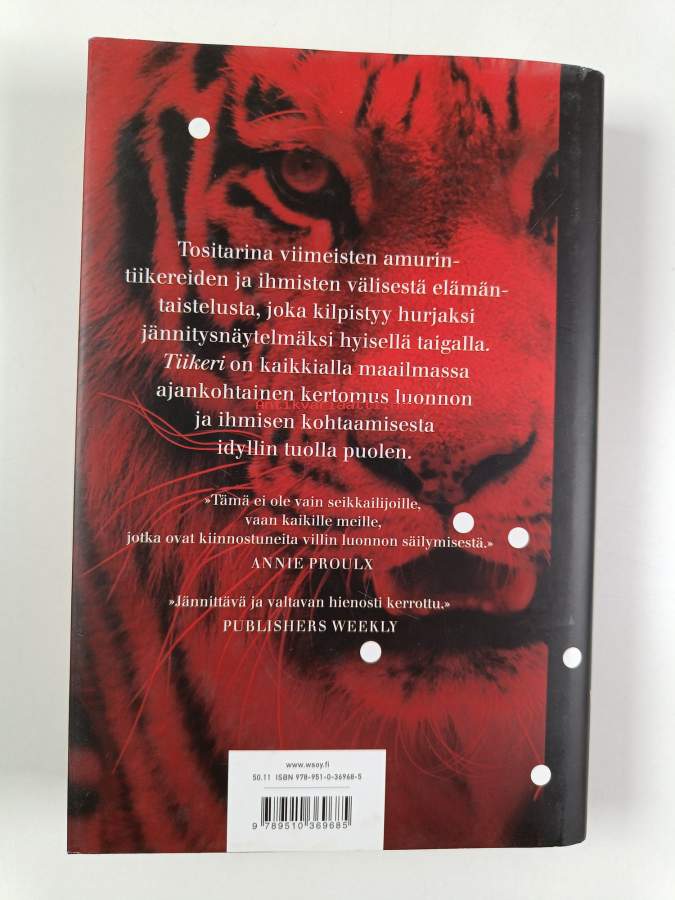 Tositarina viimeisten amurin-
tiikereiden ja ihmisten välisestä elämän-
taistelusta, joka kilpistyy hurjaksi
jännitysnäytelmäksi hyisellä taigalla.
Tiikeri on kaikkialla maailmassa
ajankohtainen kertomus luonnon
ja ihmisen kohtaamisesta
idyllin tuolla puolen.
»Tämä ei ole vain seikkailijoille,
vaan kaikille meille,
jotka ovat kiinnostuneita villin luonnon säilymisestä.»
ANNIE PROULX
»Jännittävä ja valtavan hienosti kerrottu.»
PUBLISHERS WEEKLY
www.wsoy.fi
50.11 ISBN 978-951-0-36968-5
9 789510 369685